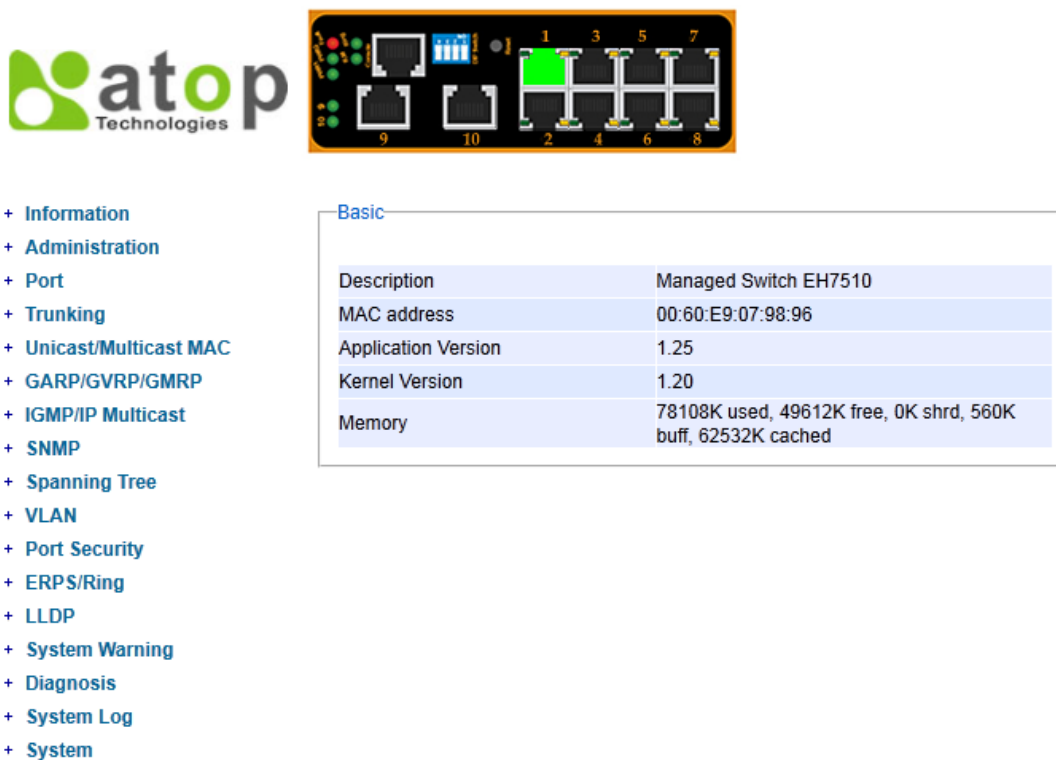 atop
Technologies
1 3 5 7
9 10 2 4 6 8
+ Information
+ Administration
+ Port
+ Trunking
+ Unicast/Multicast MAC
+ GARP/GVRP/GMRP
+ IGMP/IP Multicast
+ SNMP
+ Spanning Tree
+ VLAN
+ Port Security
+ ERPS/Ring
+ LLDP
+ System Warning
+ Diagnosis
+ System Log
+ System
Basic
Description Managed Switch EH7510
MAC address 00:60:E9:07:98:96
Application Version 1.25
Kernel Version 1.20
Memory 78108K used, 49612K free, 0K shrd, 560K
buff, 62532K cached